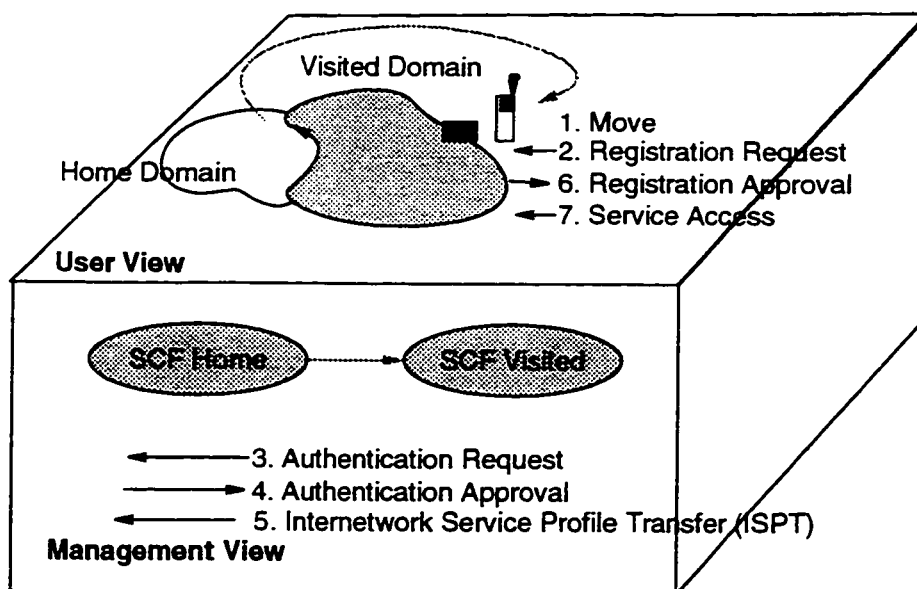 Visited Domain
1. Move
2. Registration Request
Home Domain
6. Registration Approval
7. Service Access
User View
SCF Home
SCF Visited
3. Authentication Request
4. Authentication Approval
5. Internetwork Service Profile Transfer (ISPT)
Management View